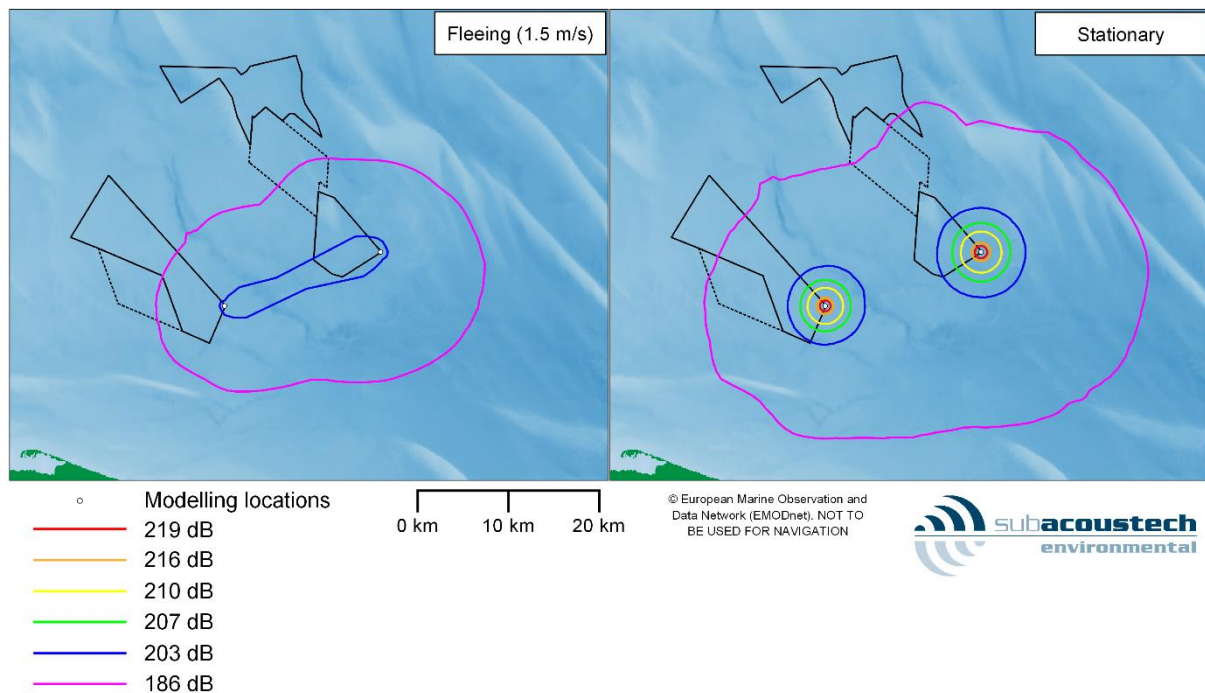 Fleeing (1.5 m/s)
Stationary
Modelling locations
219 dB
216 dB
210 dB
207 dB
203 dB
186 dB
0 km 10 km 20 km
© European Marine Observation and
Data Network (EMODnet). NOT TO
BE USED FOR NAVIGATION
subacoustech
environmental